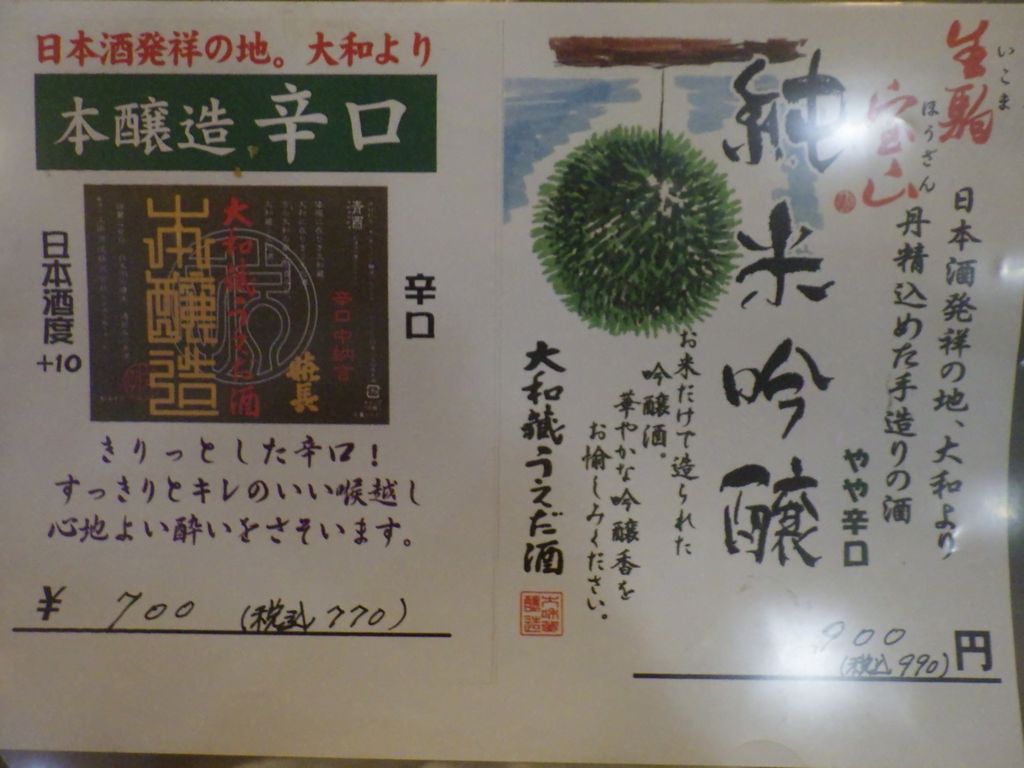 日本酒発祥の地。大和より
本醸造 辛口
辛口
本醸造
大和蔵うえだ酒
清酒
辛口 中納言
日本酒度
+10
きりっとした辛口！
すっきりとキレのいい喉越し
心地よい酔いをさそいます。
¥ 700 (税込770)
生駒
いこま
宝山
ほうざん
日本酒発祥の地、大和より
丹精込めた手造りの酒
やや辛口
純米吟醸
お米だけで造られた
吟醸酒。
華やかな吟醸香を
お愉しみください。
大和蔵うえだ酒
900
(税込990)円